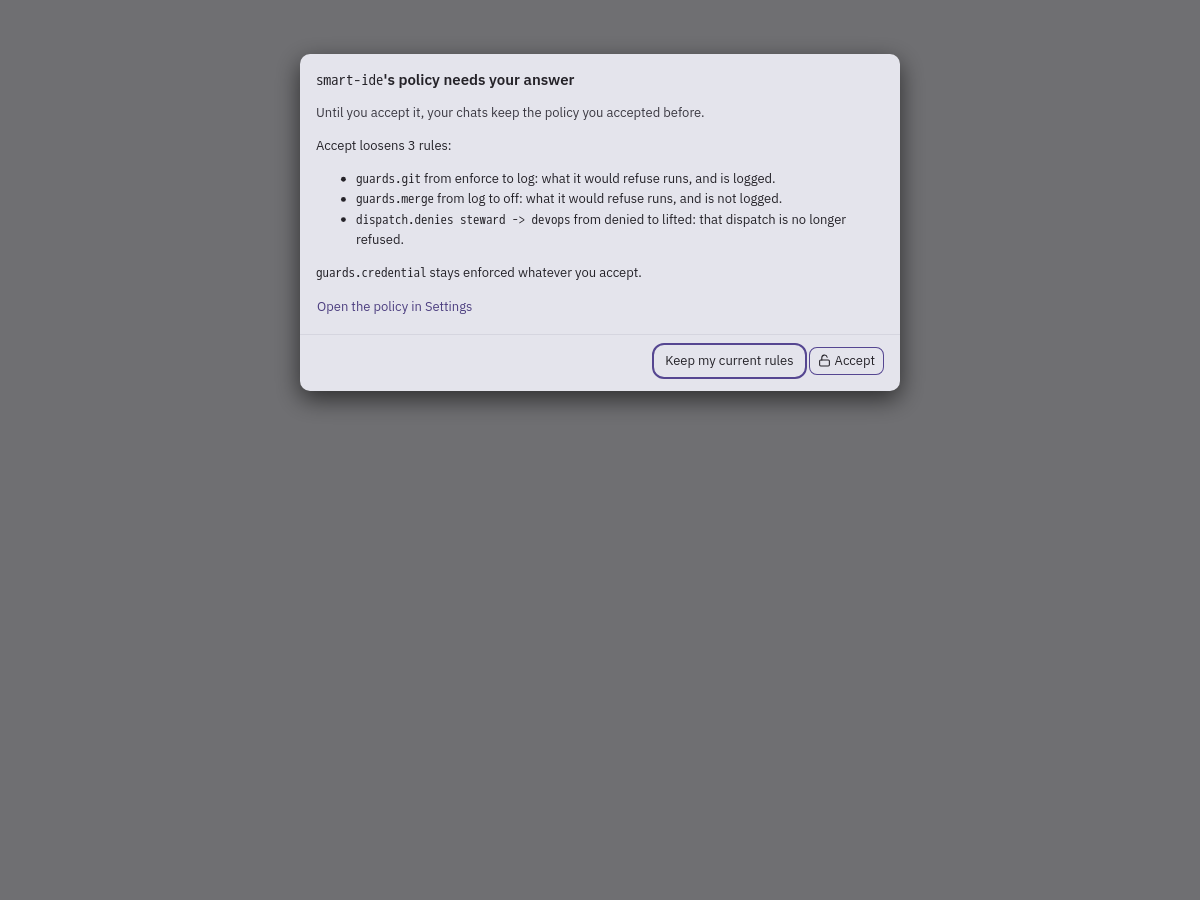 smart-ide's policy needs your answer
Until you accept it, your chats keep the policy you accepted before.
Accept loosens 3 rules:
• guards.git from enforce to log: what it would refuse runs, and is logged.
• guards.merge from log to off: what it would refuse runs, and is not logged.
• dispatch.denies steward -> devops from denied to lifted: that dispatch is no longer
refused.
guards.credential stays enforced whatever you accept.
Open the policy in Settings
Keep my current rules Accept